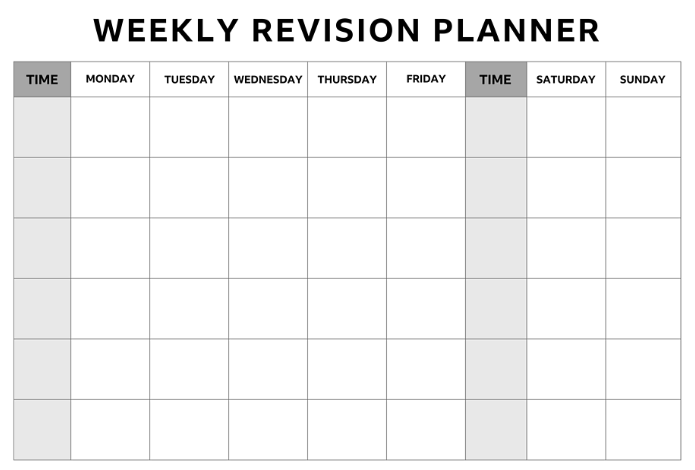 WEEKLY REVISION PLANNER
TIME MONDAY TUESDAY WEDNESDAY THURSDAY FRIDAY TIME SATURDAY SUNDAY